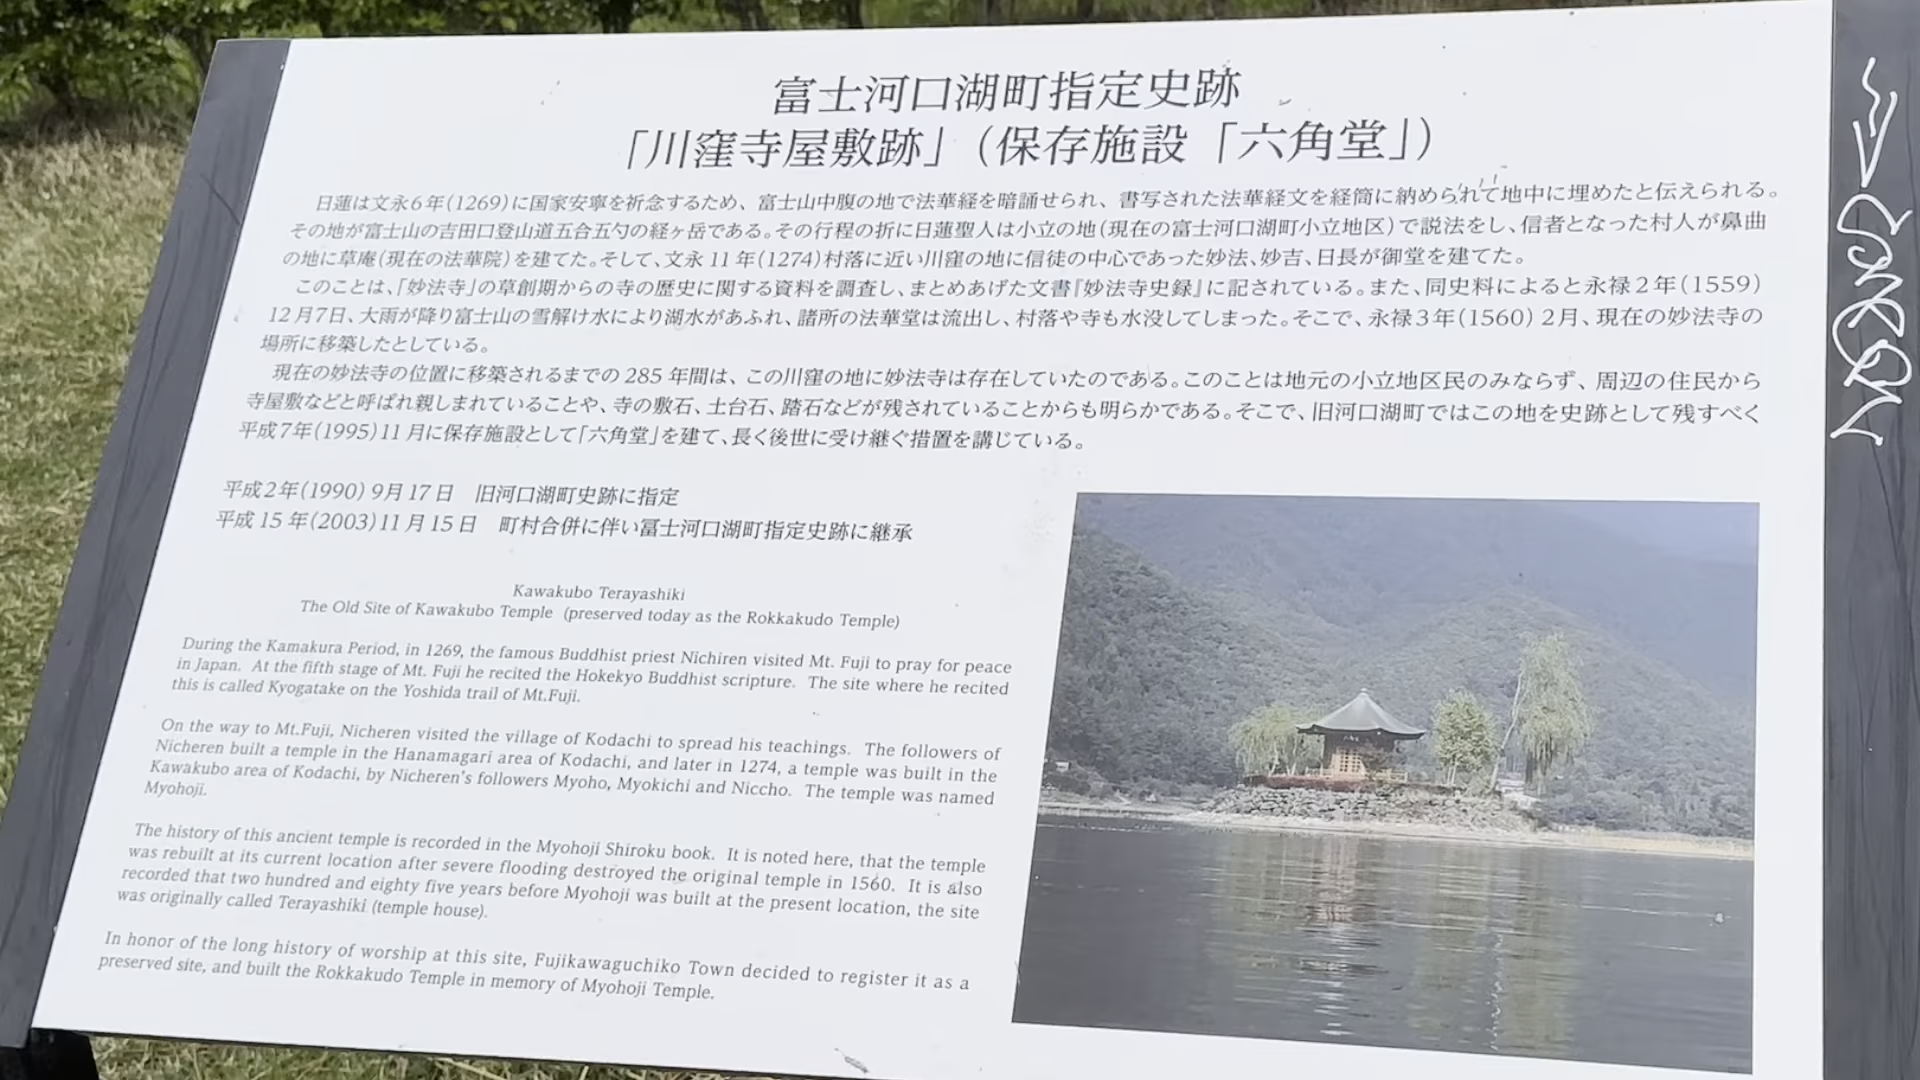 富士河口湖町指定史跡
「川窪寺屋敷跡」（保存施設「六角堂」）
日蓮は文永６年(1269)に国家安寧を祈念するため、富士山中腹の地で法華経を暗誦せられ、書写された法華経文を経筒に納められて地中に埋めたと伝えられる。
その地が富士山の吉田口登山道五合五勺の経ヶ岳である。その行程の折に日蓮聖人は小立の地(現在の富士河口湖町小立地区)で説法をし、信者となった村人が鼻曲
の地に草庵(現在の法華院)を建てた。そして、文永 11 年(1274)村落に近い川窪の地に信徒の中心であった妙法、妙吉、日長が御堂を建てた。
このことは、「妙法寺」の草創期からの寺の歴史に関する資料を調査し、まとめあげた文書『妙法寺史録』に記されている。また、同史料によると永禄２年(1559)
12 月7日、大雨が降り富士山の雪解け水により湖水があふれ、諸所の法華堂は流出し、村落や寺も水没してしまった。そこで、永禄３年(1560) 2 月、現在の妙法寺の
場所に移築したとしている。
現在の妙法寺の位置に移築されるまでの 285 年間は、この川窪の地に妙法寺は存在していたのである。このことは地元の小立地区民のみならず、周辺の住民から
寺屋敷などと呼ばれ親しまれていることや、寺の敷石、土台石、踏石などが残されていることからも明らかである。そこで、旧河口湖町ではこの地を史跡として残すべく
平成7年(1995)11 月に保存施設として「六角堂」を建て、長く後世に受け継ぐ措置を講じている。
平成2年(1990) 9月17日　旧河口湖町史跡に指定
平成 15 年(2003)11月15日　町村合併に伴い冨士河口湖町指定史跡に継承
Kawakubo Terayashiki
The Old Site of Kawakubo Temple (preserved today as the Rokkakudo Temple)
During the Kamakura Period, in 1269, the famous Buddhist priest Nichiren visited Mt. Fuji to pray for peace
in Japan. At the fifth stage of Mt. Fuji he recited the Hokekyo Buddhist scripture. The site where he recited
this is called Kyogatake on the Yoshida trail of Mt.Fuji.
On the way to Mt.Fuji, Nicheren visited the village of Kodachi to spread his teachings. The followers of
Nicheren built a temple in the Hanamagari area of Kodachi, and later in 1274, a temple was built in the
Kawakubo area of Kodachi, by Nicheren's followers Myoho, Myokichi and Niccho. The temple was named
Myohoji.
The history of this ancient temple is recorded in the Myohoji Shiroku book. It is noted here, that the temple
was rebuilt at its current location after severe flooding destroyed the original temple in 1560. It is also
recorded that two hundred and eighty five years before Myohoji was built at the present location, the site
was originally called Terayashiki (temple house).
In honor of the long history of worship at this site, Fujikawaguchiko Town decided to register it as a
preserved site, and built the Rokkakudo Temple in memory of Myohoji Temple.